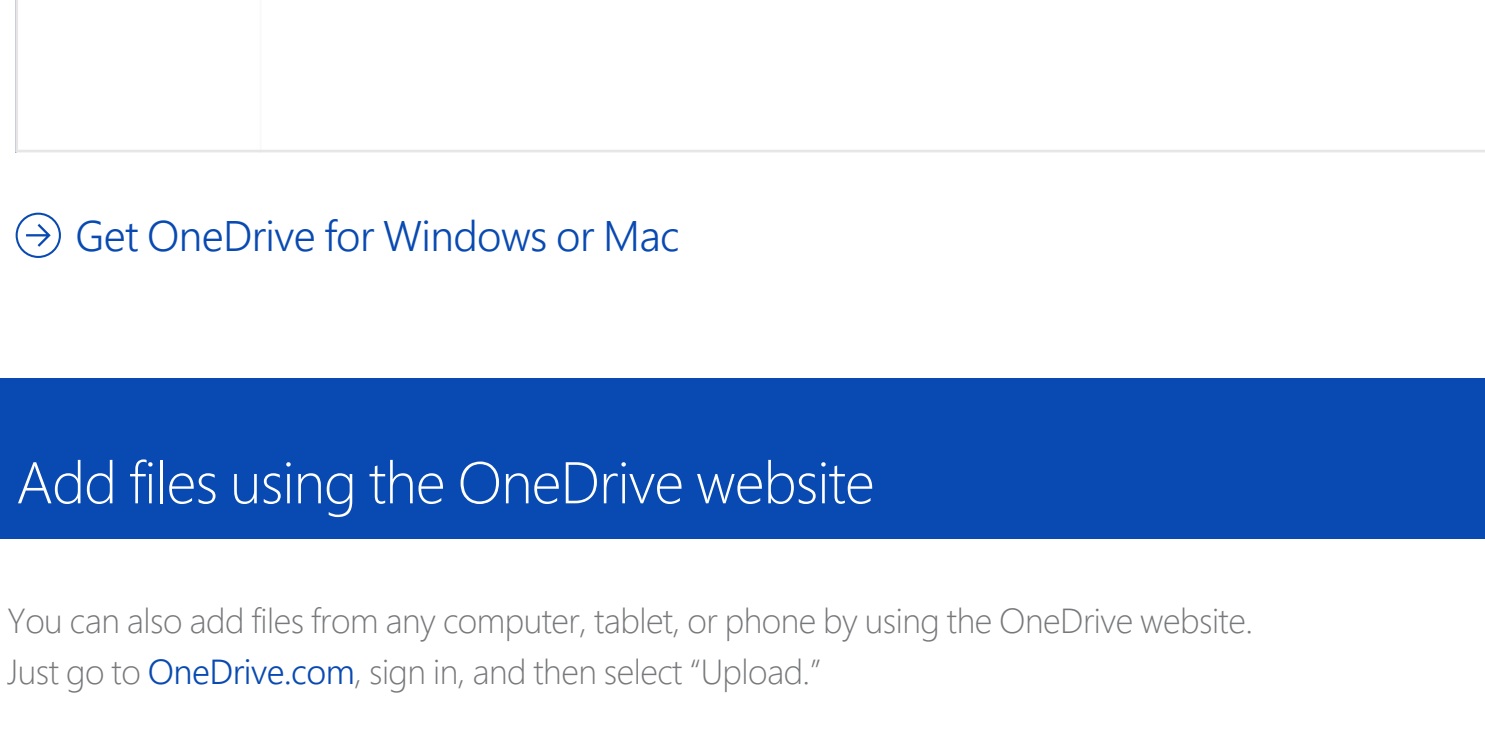 Get OneDrive for Windows or Mac
Add files using the OneDrive website
You can also add files from any computer, tablet, or phone by using the OneDrive website.
Just go to OneDrive.com, sign in, and then select “Upload.”